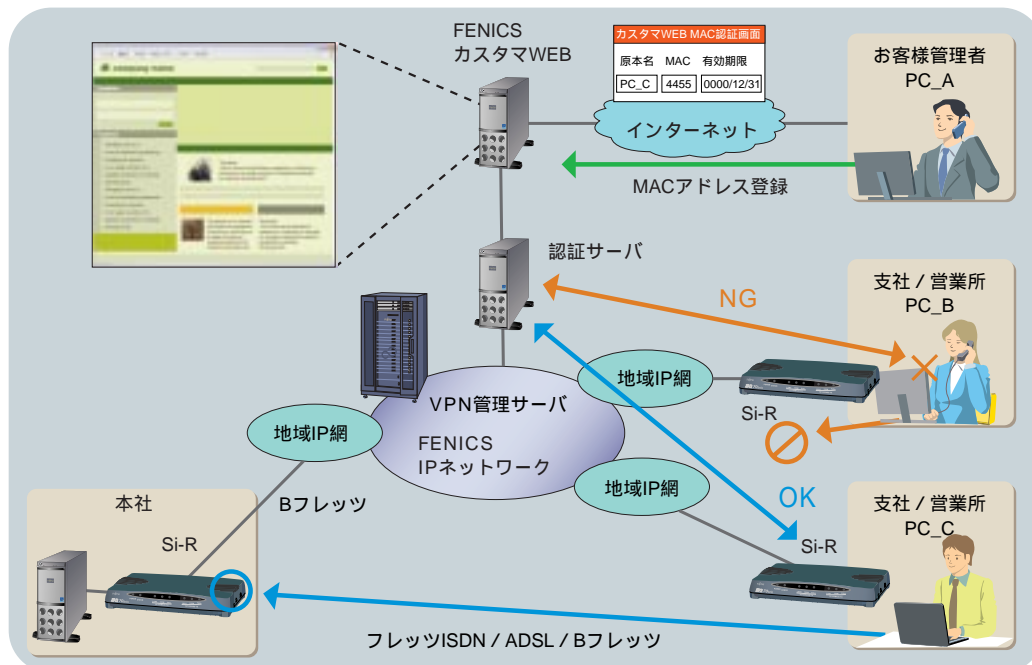 FENICS
カスタマWEB
カスタマWEB MAC認証画面
原本名 MAC 有効期限
PC_C 4455 0000/12/31
インターネット
MACアドレス登録
お客様管理者
PC_A
認証サーバ
NG
支社 / 営業所
PC_B
地域IP網
Si-R
VPN管理サーバ
FENICS
IPネットワーク
地域IP網
地域IP網
OK
支社 / 営業所
PC_C
Si-R
Bフレッツ
本社
Si-R
フレッツISDN / ADSL / Bフレッツ